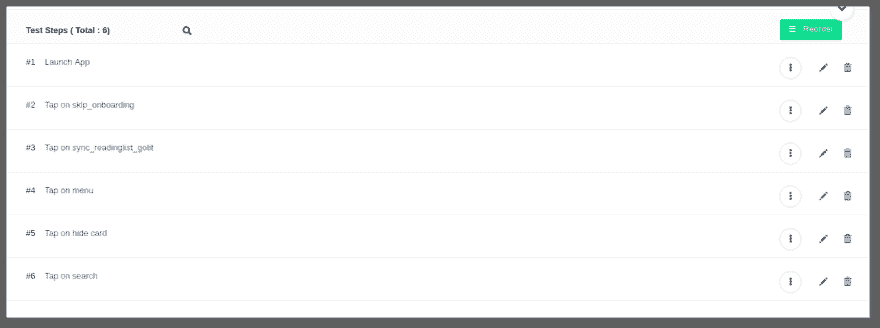 Test Steps ( Total : 6)
Reorder
#1 Launch App
#2 Tap on skip_onboarding
#3 Tap on
#4 Tap on menu
#5 Tap on hide card
#6 Tap on search